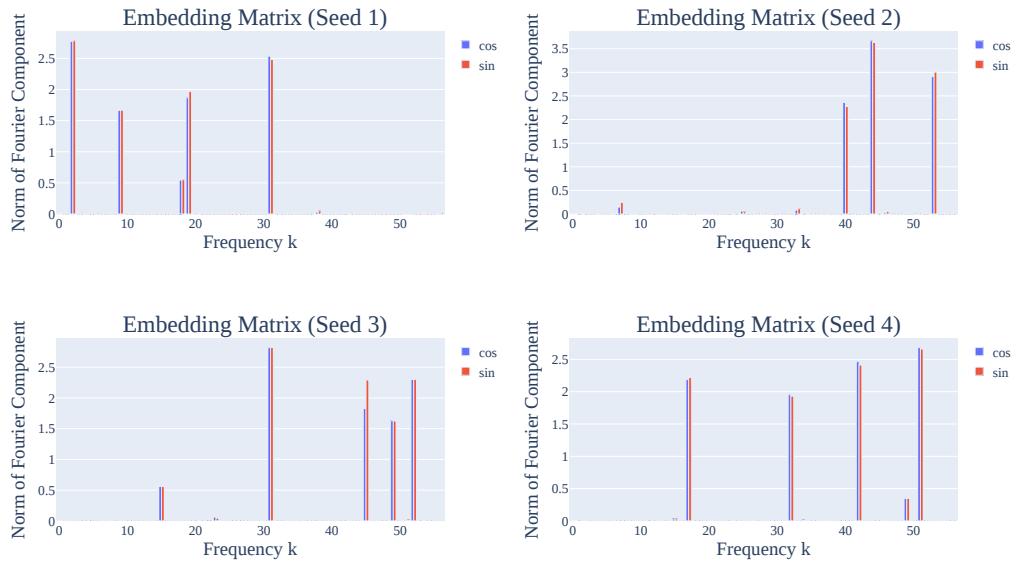 Embedding Matrix (Seed 1)
Norm of Fourier Component
2.5
2
1.5
1
0.5
0
0 10 20 30 40 50
Frequency k
cos
sin
Embedding Matrix (Seed 2)
Norm of Fourier Component
3.5
3
2.5
2
1.5
1
0.5
0
0 10 20 30 40 50
Frequency k
cos
sin
Embedding Matrix (Seed 3)
Norm of Fourier Component
2.5
2
1.5
1
0.5
0
0 10 20 30 40 50
Frequency k
cos
sin
Embedding Matrix (Seed 4)
Norm of Fourier Component
2.5
2
1.5
1
0.5
0
0 10 20 30 40 50
Frequency k
cos
sin